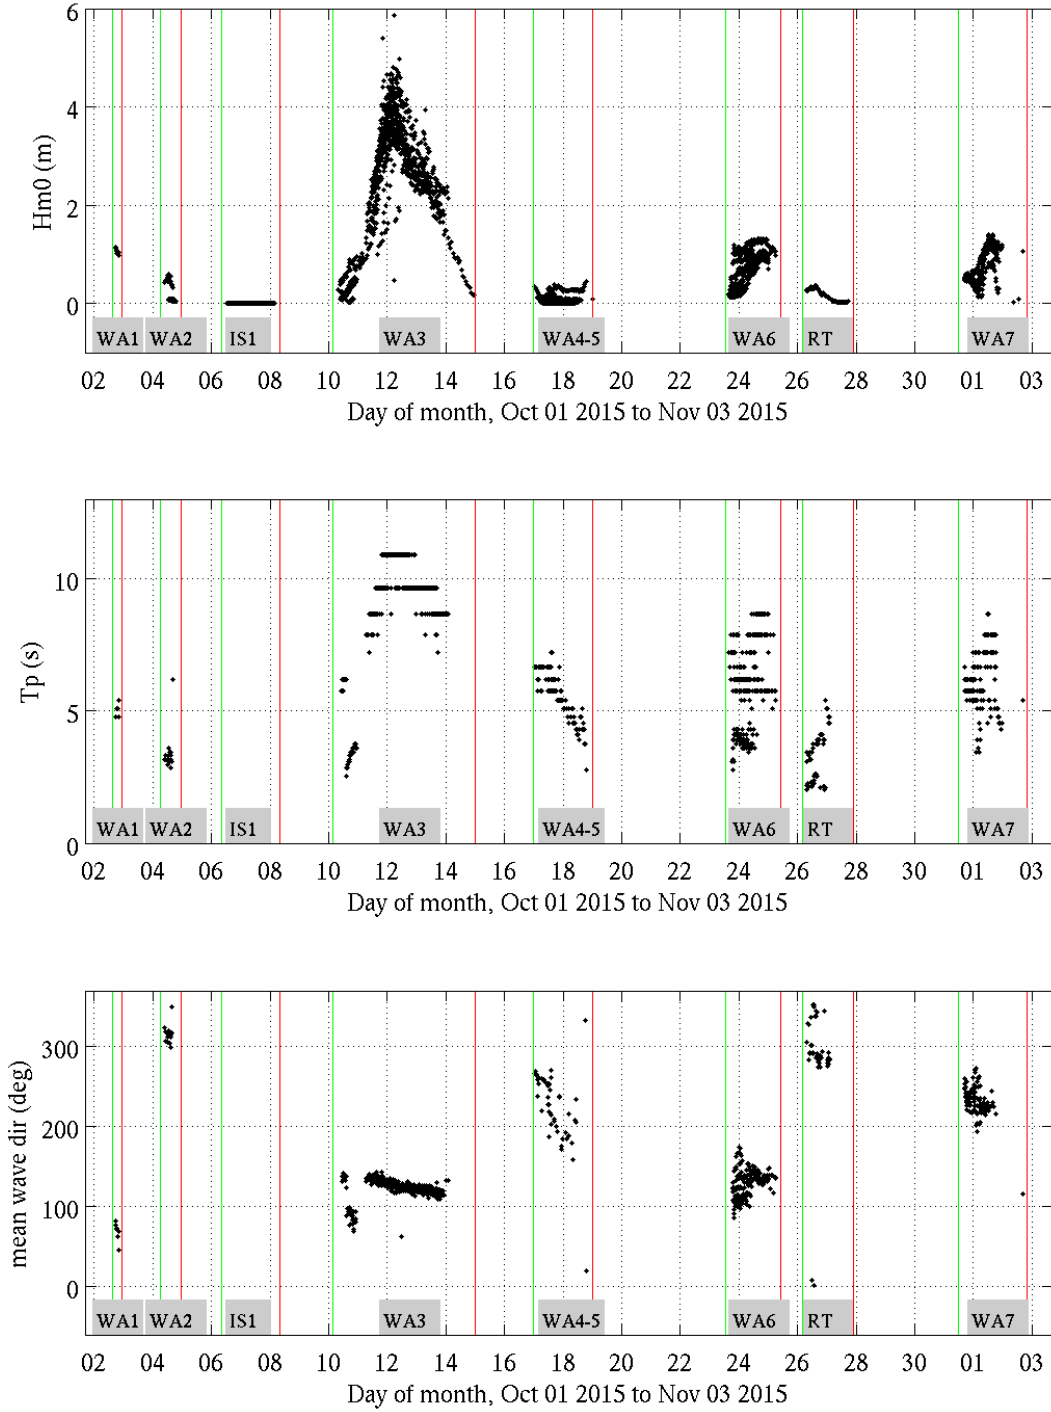 6
4
2
0
Hm0 (m)
WA1 WA2 IS1 WA3 WA4-5 WA6 RT WA7
02 04 06 08 10 12 14 16 18 20 22 24 26 28 30 01 03
Day of month, Oct 01 2015 to Nov 03 2015
10
5
0
Tp (s)
WA1 WA2 IS1 WA3 WA4-5 WA6 RT WA7
02 04 06 08 10 12 14 16 18 20 22 24 26 28 30 01 03
Day of month, Oct 01 2015 to Nov 03 2015
300
200
100
0
mean wave dir (deg)
WA1 WA2 IS1 WA3 WA4-5 WA6 RT WA7
02 04 06 08 10 12 14 16 18 20 22 24 26 28 30 01 03
Day of month, Oct 01 2015 to Nov 03 2015